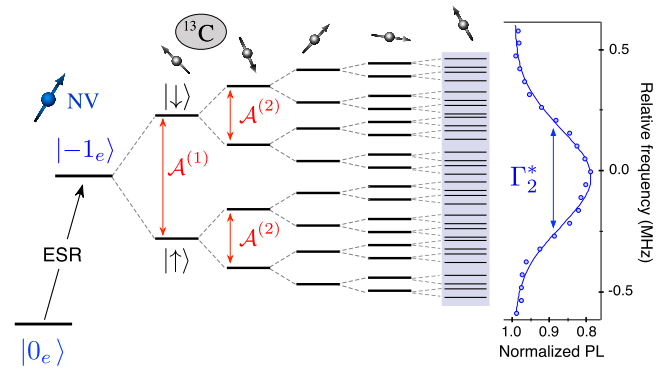 ¹³C
NV
|↓⟩
|−1ₑ⟩
𝒜⁽¹⁾
𝒜⁽²⁾
𝒜⁽²⁾
|↑⟩
ESR
|0ₑ⟩
Γ₂*
0.5
0.0
-0.5
Relative frequency (MHz)
1.0 0.9 0.8
Normalized PL